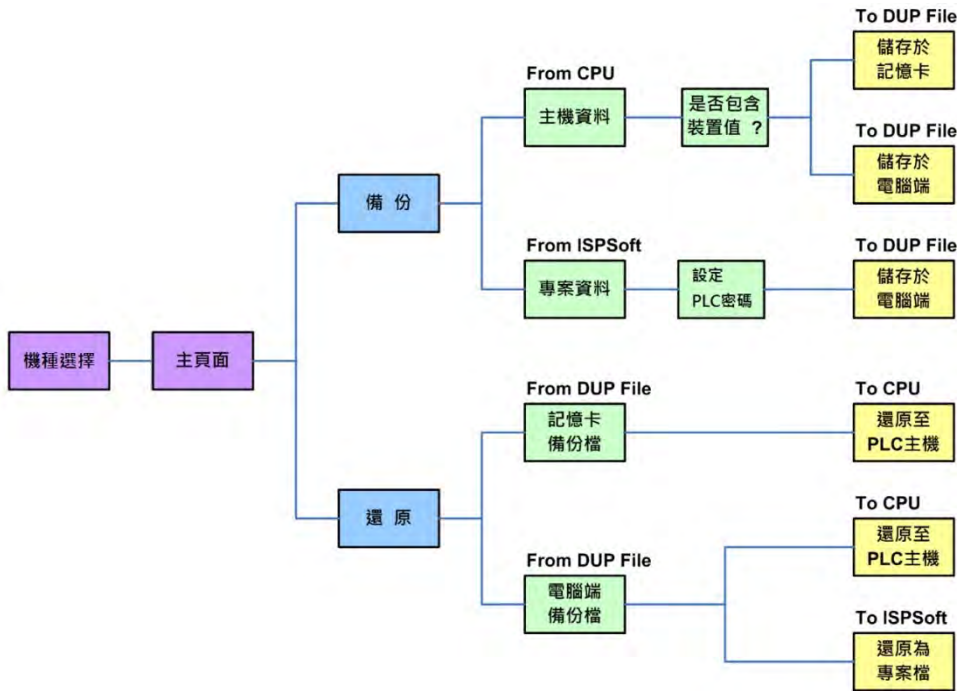 To DUP File
儲存於
記憶卡
From CPU
主機資料
是否包含
裝置值 ?
To DUP File
儲存於
電腦端
備 份
From ISPSoft
專案資料
設定
PLC密碼
To DUP File
儲存於
電腦端
機種選擇
主頁面
From DUP File
記憶卡
備份檔
To CPU
還原至
PLC主機
還 原
From DUP File
電腦端
備份檔
To CPU
還原至
PLC主機
To ISPSoft
還原為
專案檔